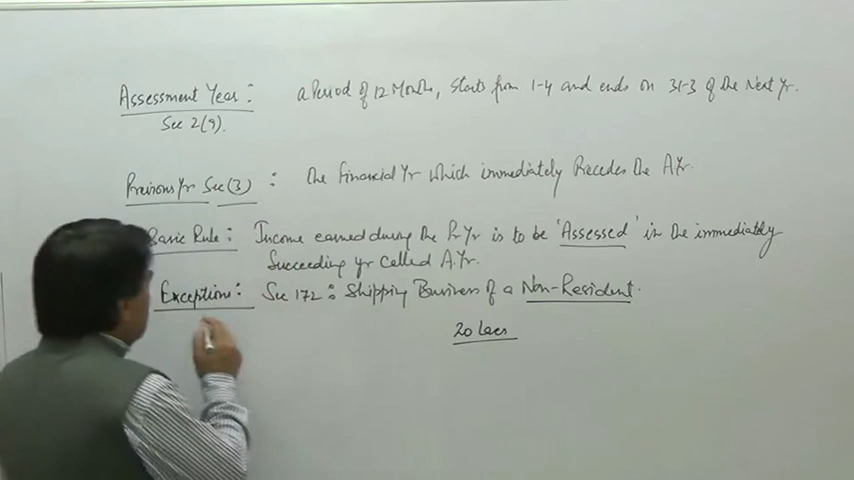 Assessment Year : a Period of 12 Months, Starts from 1-4 and ends on 31-3 of the Next Yr.
Sec 2(9).
Previous Yr Sec (3) : the Financial Yr which immediately Precedes the A.Yr.
Basic Rule : Income earned during the P.Yr is to be 'Assessed' in the immediately
Succeeding yr called A.Yr.
Exceptions : Sec 172 : Shipping Business of a Non-Resident.
20 Lacs